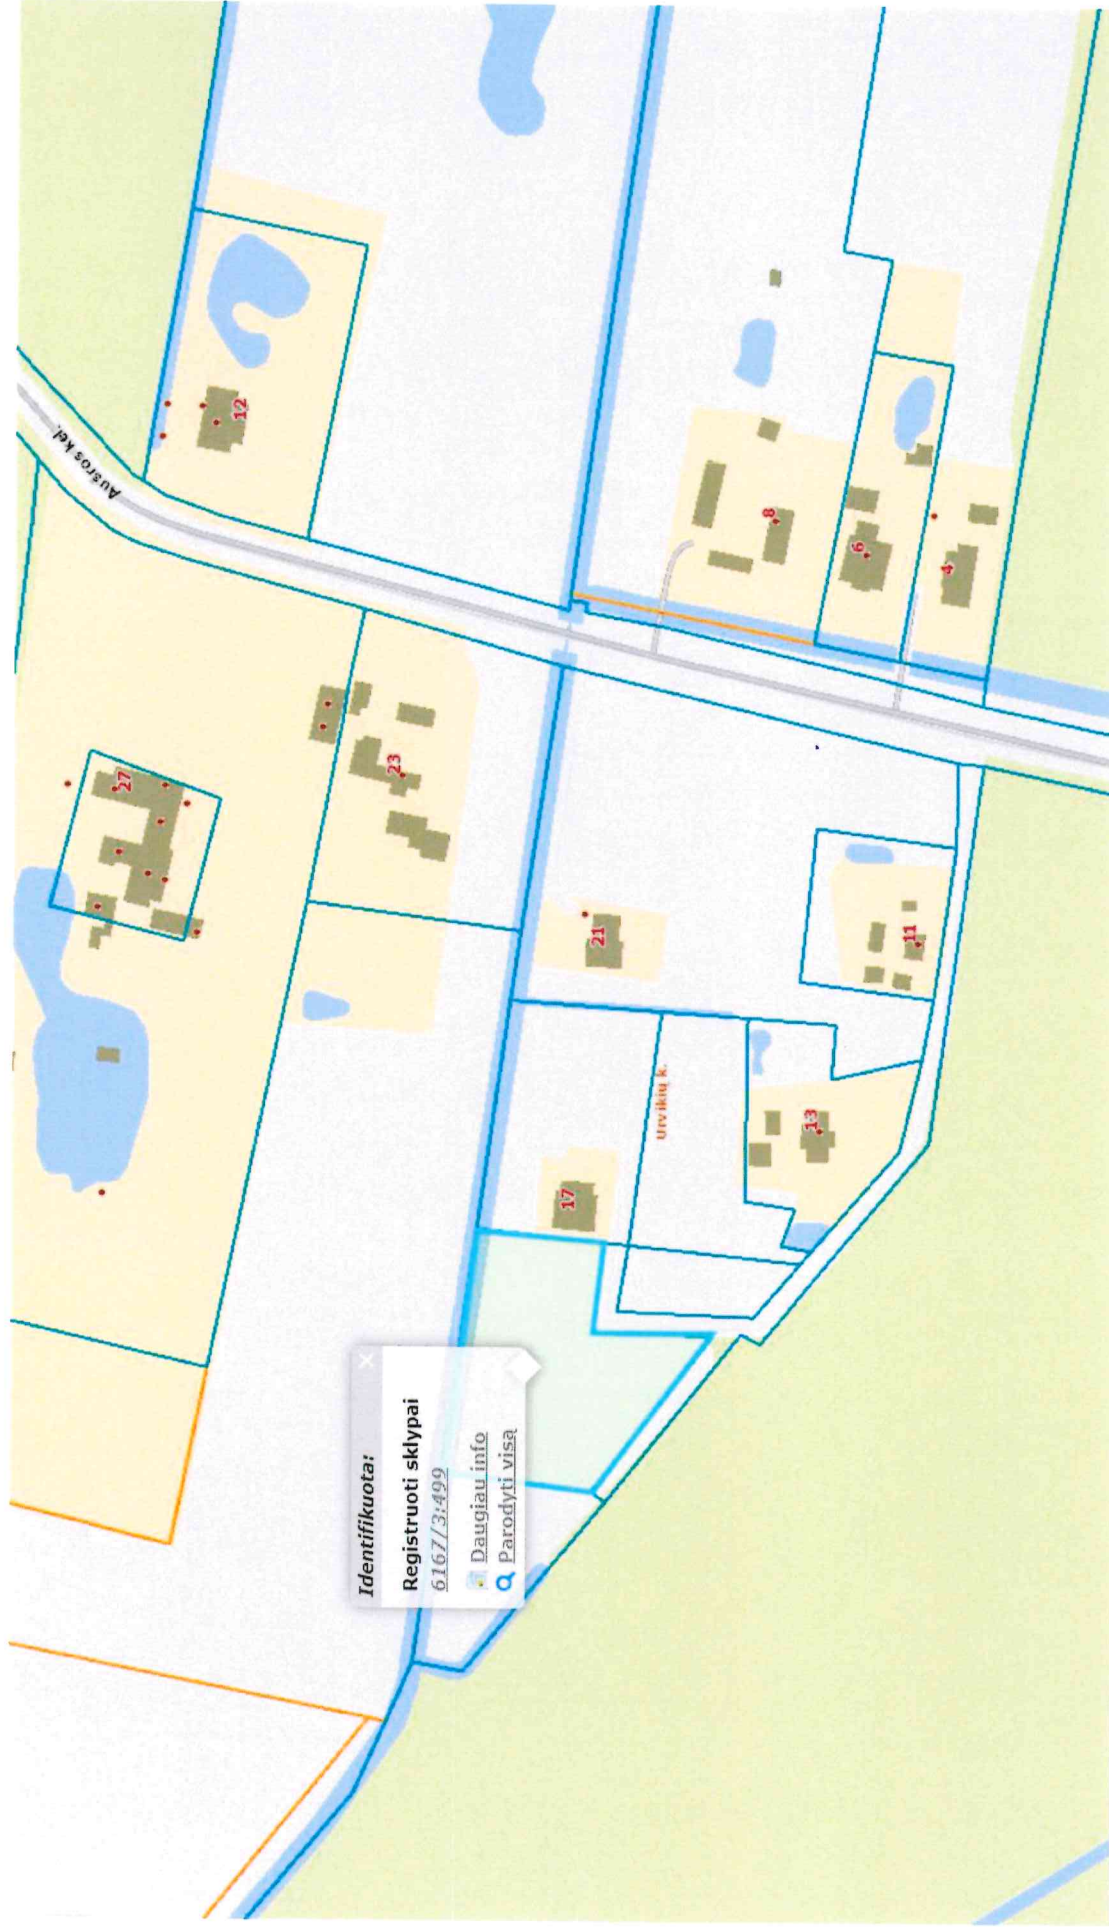 Aušros kel.
12
27
23
8
6
4
21
11
Urvikių k.
13
17
Identifikuota:
Registruoti sklypai
6167/3:499
Daugiau info
Parodyti visą